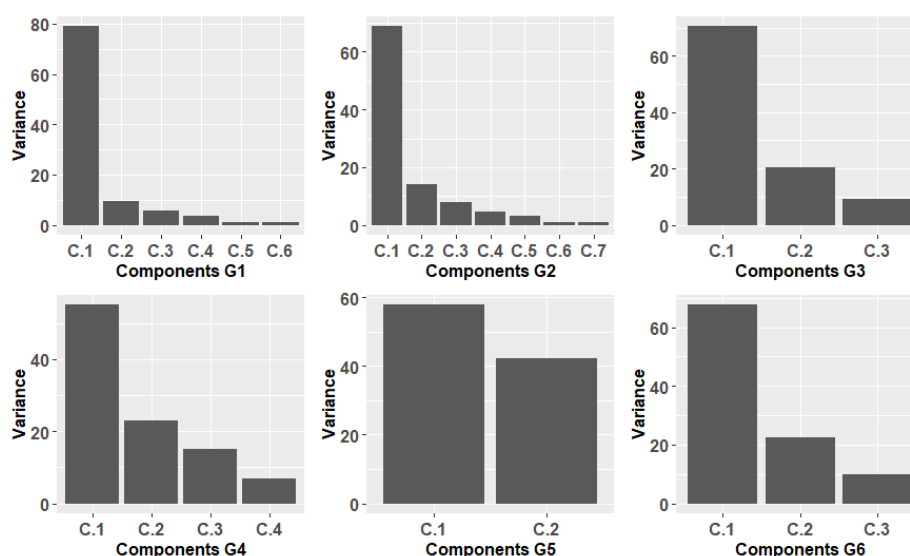 80
60
40
20
0
Variance
C.1 C.2 C.3 C.4 C.5 C.6
Components G1
60
40
20
0
Variance
C.1 C.2 C.3 C.4 C.5 C.6 C.7
Components G2
60
40
20
0
Variance
C.1 C.2 C.3
Components G3
40
20
0
Variance
C.1 C.2 C.3 C.4
Components G4
60
40
20
0
Variance
C.1 C.2
Components G5
60
40
20
0
Variance
C.1 C.2 C.3
Components G6